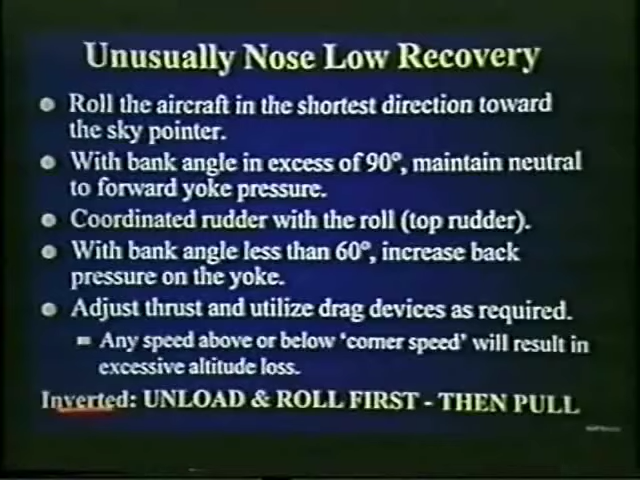 Unusually Nose Low Recovery
Roll the aircraft in the shortest direction toward
the sky pointer.
With bank angle in excess of 90°, maintain neutral
to forward yoke pressure.
Coordinated rudder with the roll (top rudder).
With bank angle less than 60°, increase back
pressure on the yoke.
Adjust thrust and utilize drag devices as required.
Any speed above or below 'corner speed' will result in
excessive altitude loss.
Inverted: UNLOAD & ROLL FIRST - THEN PULL